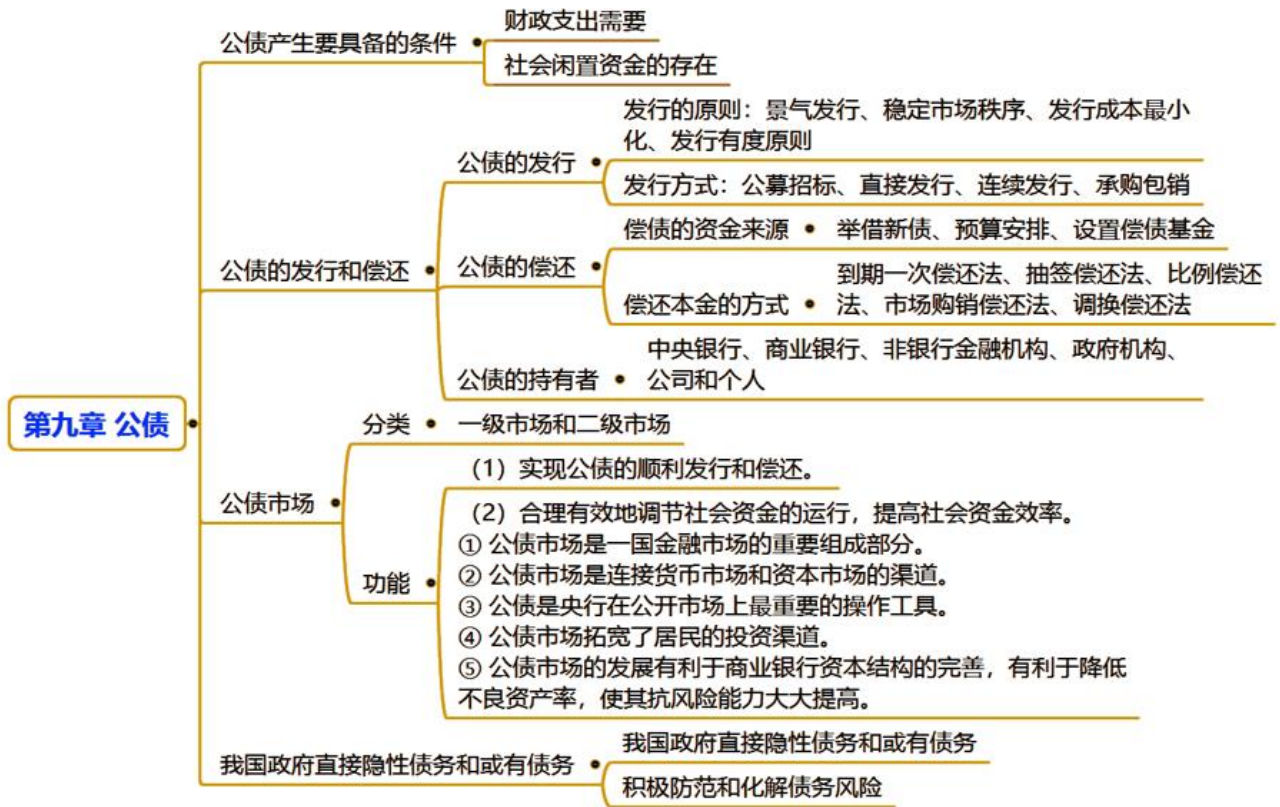 第九章 公债
公债产生要具备的条件
财政支出需要
社会闲置资金的存在
公债的发行和偿还
公债的发行
发行的原则：景气发行、稳定市场秩序、发行成本最小
化、发行有度原则
发行方式：公募招标、直接发行、连续发行、承购包销
公债的偿还
偿债的资金来源
举借新债、预算安排、设置偿债基金
偿还本金的方式
到期一次偿还法、抽签偿还法、比例偿还
法、市场购销偿还法、调换偿还法
公债的持有者
中央银行、商业银行、非银行金融机构、政府机构、
公司和个人
公债市场
分类
一级市场和二级市场
功能
（1）实现公债的顺利发行和偿还。
（2）合理有效地调节社会资金的运行，提高社会资金效率。
① 公债市场是一国金融市场的重要组成部分。
② 公债市场是连接货币市场和资本市场的渠道。
③ 公债是央行在公开市场上最重要的操作工具。
④ 公债市场拓宽了居民的投资渠道。
⑤ 公债市场的发展有利于商业银行资本结构的完善，有利于降低
不良资产率，使其抗风险能力大大提高。
我国政府直接隐性债务和或有债务
我国政府直接隐性债务和或有债务
积极防范和化解债务风险